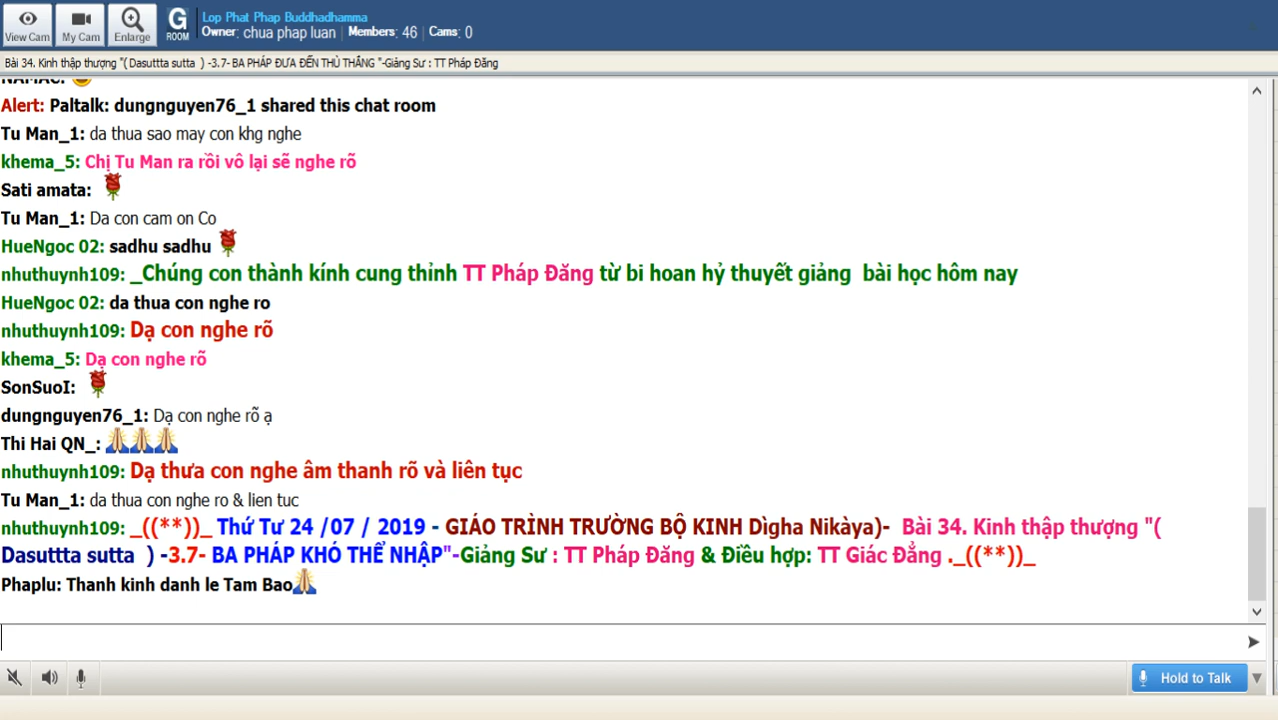 Lop Phat Phap Buddhadhamma
Owner: chua phap luan | Members: 46 | Cams: 0
View Cam
My Cam
Enlarge
G
ROOM
Bài 34. Kinh thập thượng "( Dasuttta sutta ) -3.7- BA PHÁP ĐƯA ĐẾN THÙ THẮNG "-Giảng Sư : TT Pháp Đăng
NAMAC:
Alert: Paltalk: dungnguyen76_1 shared this chat room
Tu Man_1: da thua sao may con khg nghe
khema_5: Chị Tu Man ra rồi vô lại sẽ nghe rõ
Sati amata:
Tu Man_1: Da con cam on Co
HueNgoc 02: sadhu sadhu
nhuthuynh109: _Chúng con thành kính cung thỉnh TT Pháp Đăng từ bi hoan hỷ thuyết giảng bài học hôm nay
HueNgoc 02: da thua con nghe ro
nhuthuynh109: Dạ con nghe rõ
khema_5: Dạ con nghe rõ
SonSuoI:
dungnguyen76_1: Dạ con nghe rõ ạ
Thi Hai QN_:
nhuthuynh109: Dạ thưa con nghe âm thanh rõ và liên tục
Tu Man_1: da thua con nghe ro & lien tuc
nhuthuynh109: _((**))_ Thứ Tư 24 /07 / 2019 - GIÁO TRÌNH TRƯỜNG BỘ KINH Dìgha Nikàya)- Bài 34. Kinh thập thượng "(
Dasuttta sutta ) -3.7- BA PHÁP KHÓ THỂ NHẬP"-Giảng Sư : TT Pháp Đăng & Điều hợp: TT Giác Đẳng ._((**))_
Phaplu: Thanh kinh danh le Tam Bao
Hold to Talk